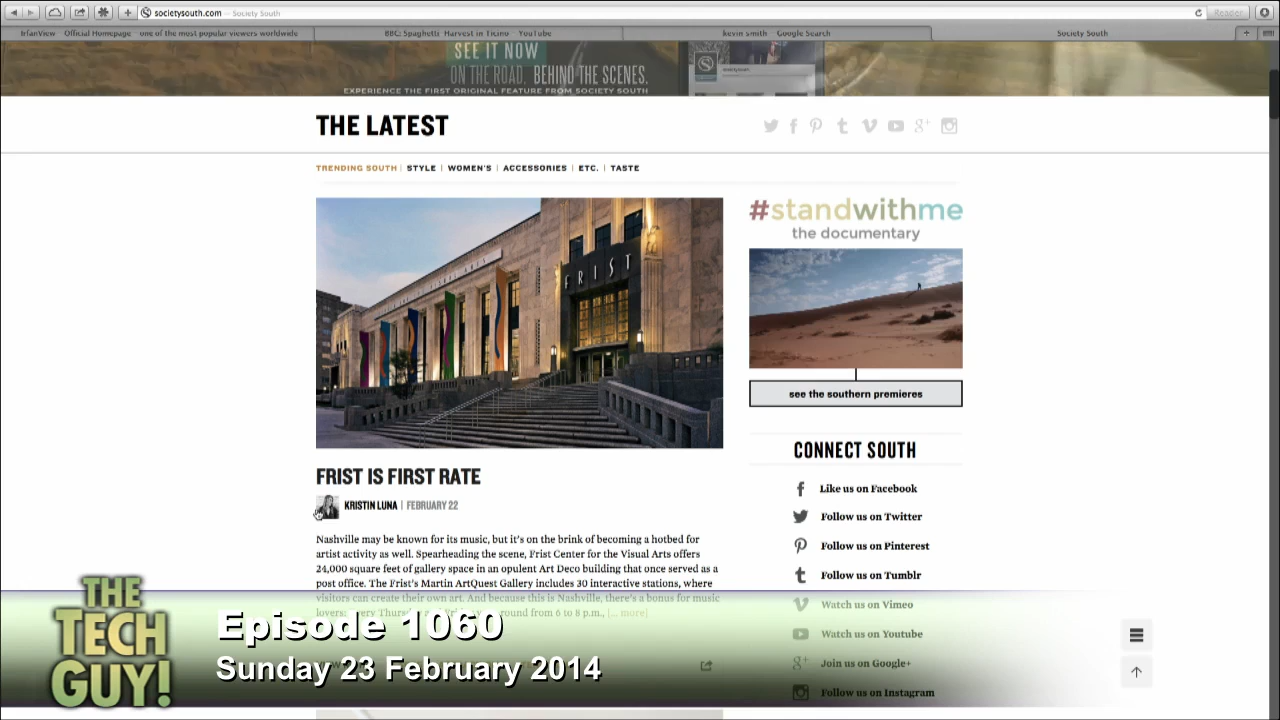 societysouth.com — Society South
Reader
IrfanView Official Homepage one of the most popular viewers worldwide
BBC: Spaghetti Harvest in Ticino - YouTube
kevin smith - Google Search
Society South
SEE IT NOW
ON THE ROAD. BEHIND THE SCENES.
EXPERIENCE THE FIRST ORIGINAL FEATURE FROM SOCIETY SOUTH
THE LATEST
TRENDING SOUTH | STYLE | WOMEN'S | ACCESSORIES | ETC. | TASTE
FRIST
#standwithme
the documentary
see the southern premieres
FRIST IS FIRST RATE
KRISTIN LUNA | FEBRUARY 22
Nashville may be known for its music, but it's on the brink of becoming a hotbed for
artist activity as well. Spearheading the scene, Frist Center for the Visual Arts offers
24,000 square feet of gallery space in an opulent Art Deco building that once served as a
post office. The Frist's Martin ArtQuest Gallery includes 30 interactive stations, where
visitors can create their own art. And because this is Nashville, there's a bonus for music
lovers: every Thursday and Friday round from 6 to 8 p.m., [... more]
CONNECT SOUTH
Like us on Facebook
Follow us on Twitter
Follow us on Pinterest
Follow us on Tumblr
Watch us on Vimeo
Watch us on Youtube
Join us on Google+
Follow us on Instagram
THE
TECH
GUY!
Episode 1060
Sunday 23 February 2014